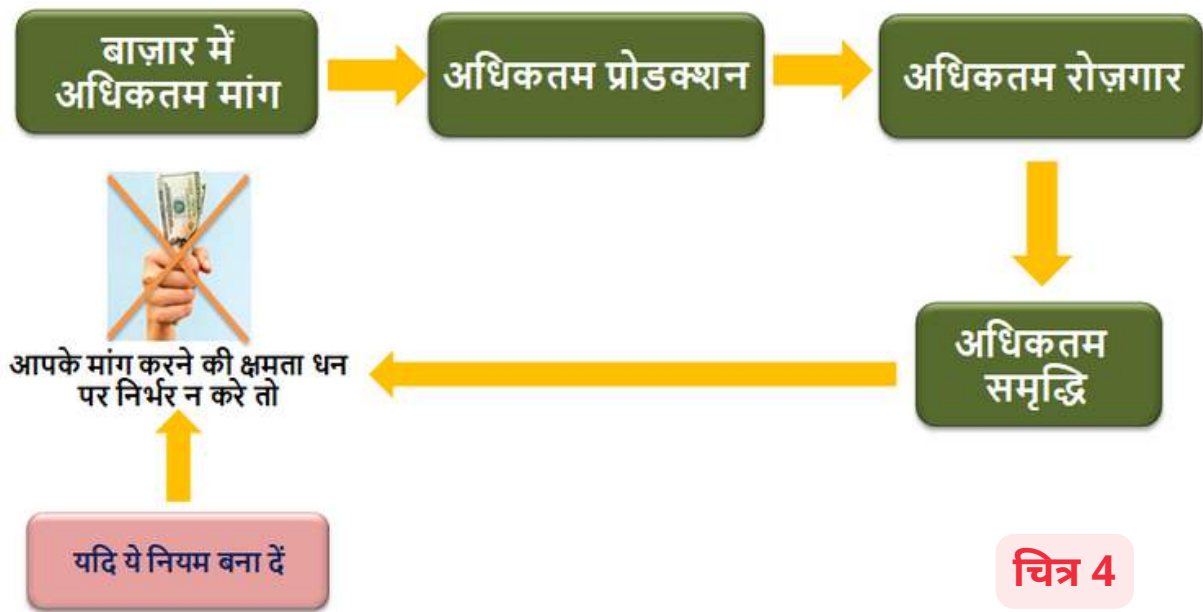 बाज़ार में
अधिकतम मांग
अधिकतम प्रोडक्शन
अधिकतम रोज़गार
अधिकतम
समृद्धि
आपके मांग करने की क्षमता धन
पर निर्भर न करे तो
यदि ये नियम बना दें
चित्र 4